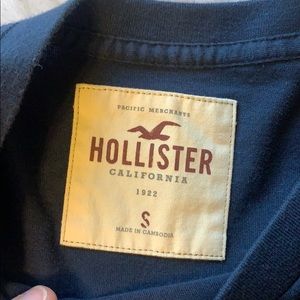 PACIFIC MERCHANTS
HOLLISTER
CALIFORNIA
1922
S
MADE IN CAMBODIA